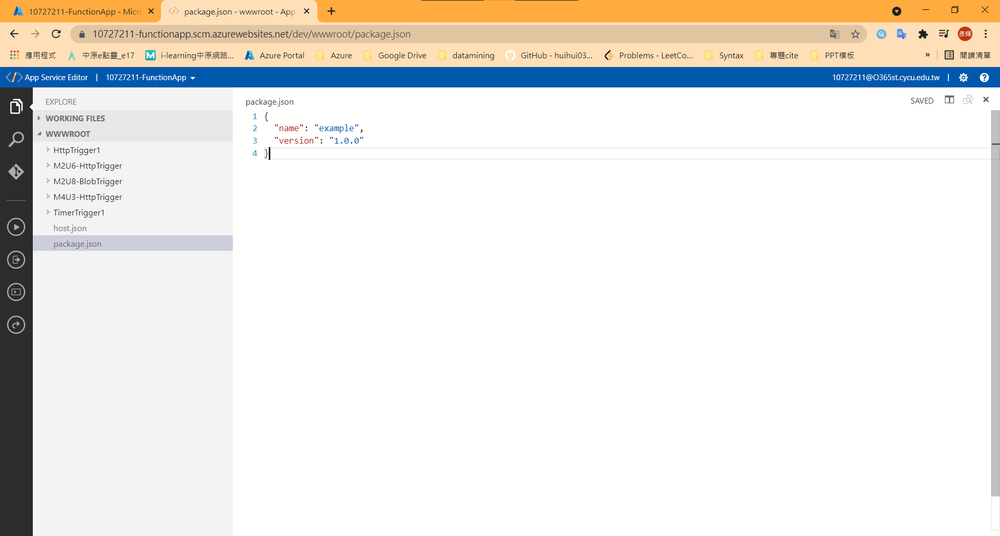 10727211-FunctionApp - Micro
package.json - wwwroot - App
10727211-functionapp.scm.azurewebsites.net/dev/wwwroot/package.json
彥輝
應用程式 中原e點靈_e17 i-learning中原網路... Azure Portal Azure Google Drive datamining GitHub - huihui03... Problems - LeetCo... Syntax 專題cite PPT模板 » 閱讀清單
App Service Editor | 10727211-FunctionApp 10727211@O365st.cycu.edu.tw |
EXPLORE
WORKING FILES
WWWROOT
HttpTrigger1
M2U6-HttpTrigger
M2U8-BlobTrigger
M4U3-HttpTrigger
TimerTrigger1
host.json
package.json
package.json SAVED
1 {
2 "name": "example",
3 "version": "1.0.0"
4 }